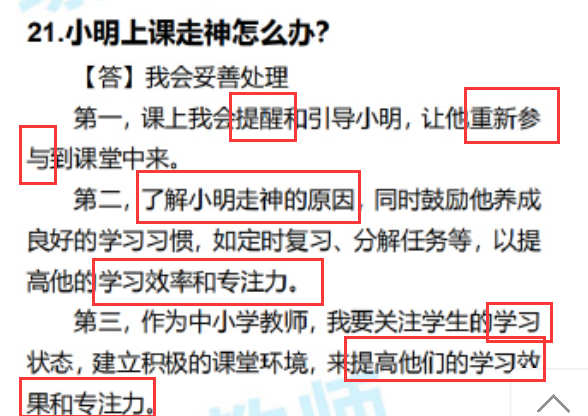 21.小明上课走神怎么办?
【答】我会妥善处理
第一，课上我会提醒和引导小明，让他重新参
与到课堂中来。
第二，了解小明走神的原因，同时鼓励他养成
良好的学习习惯，如定时复习、分解任务等，以提
高他的学习效率和专注力。
第三，作为中小学教师，我要关注学生的学习
状态，建立积极的课堂环境，来提高他们的学习效
果和专注力。
教师